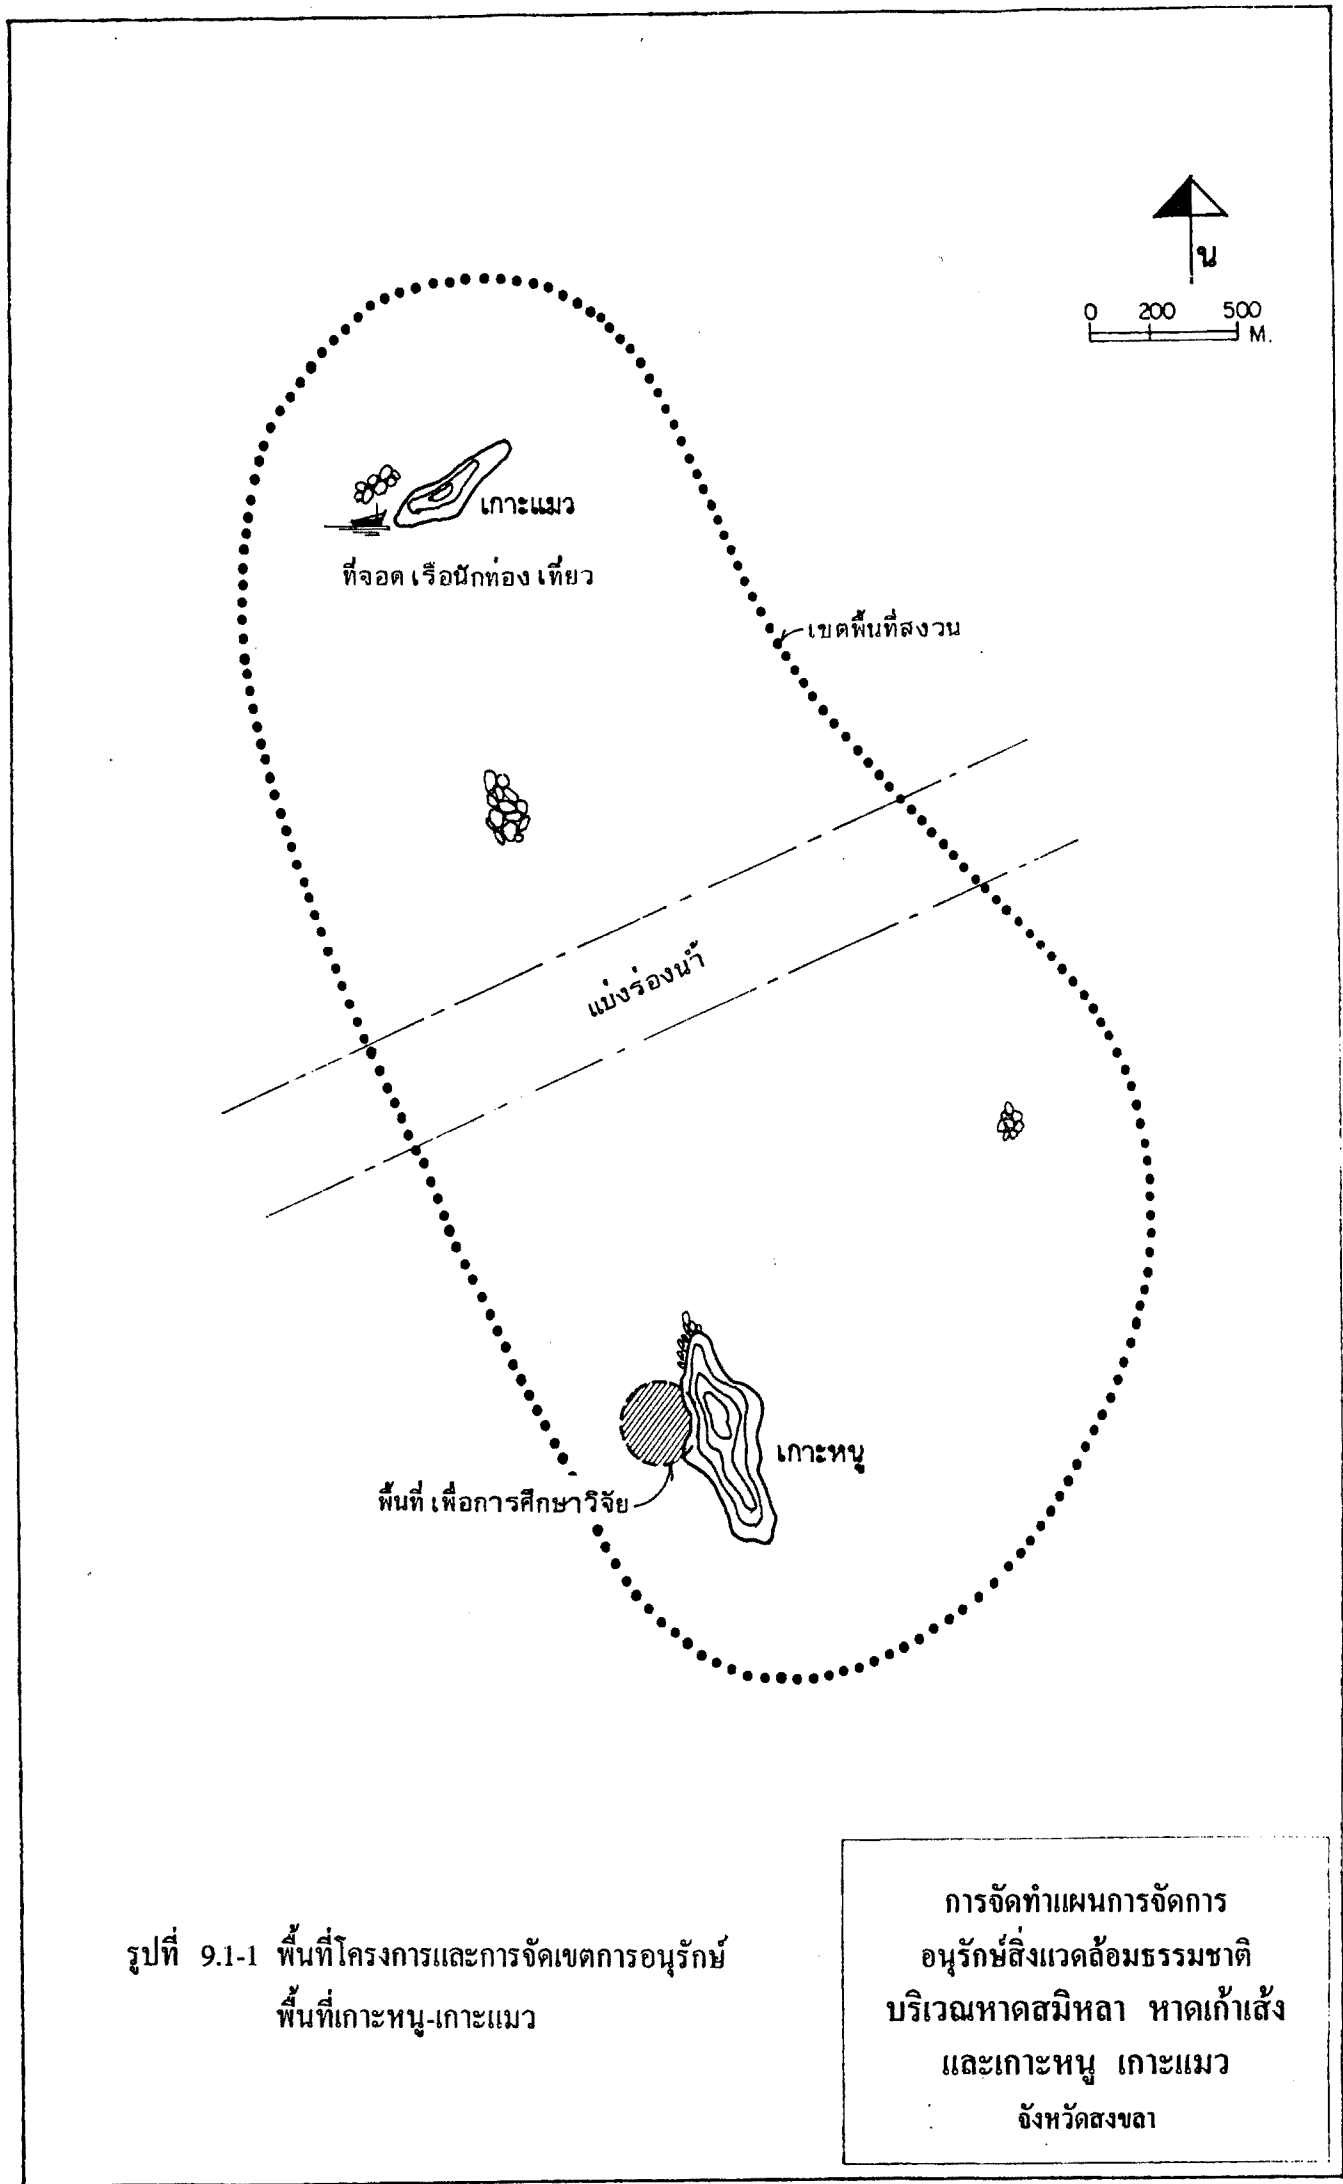 น
0 200 500
M.
เกาะแมว
ที่จอดเรือนักท่องเที่ยว
เขตพื้นที่สงวน
แบ่งร่องน้ำ
เกาะหนู
พื้นที่เพื่อการศึกษาวิจัย
รูปที่ 9.1-1 พื้นที่โครงการและการจัดเขตการอนุรักษ์
พื้นที่เกาะหนู-เกาะแมว
การจัดทำแผนการจัดการ
อนุรักษ์สิ่งแวดล้อมธรรมชาติ
บริเวณหาดสมิหลา หาดเก้าเส้ง
และเกาะหนู เกาะแมว
จังหวัดสงขลา